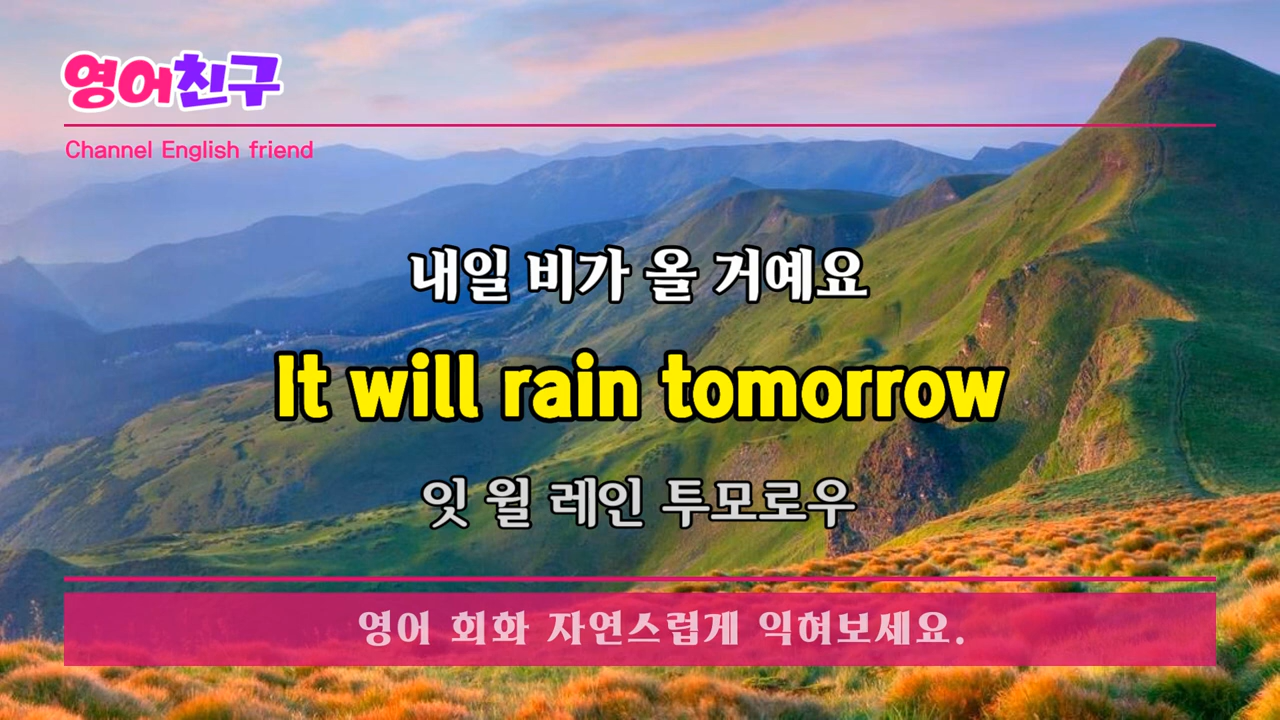 영어친구
Channel English friend
내일 비가 올 거예요
It will rain tomorrow
잇 윌 레인 투모로우
영어 회화 자연스럽게 익혀보세요.